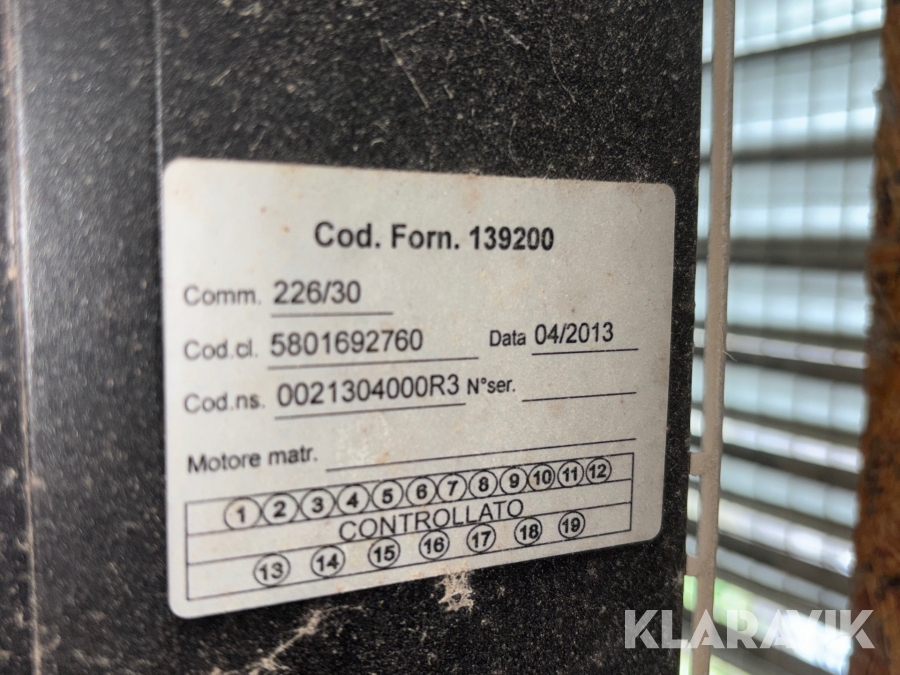 Cod. Forn. 139200
Comm. 226/30
Cod.cl. 5801692760 Data 04/2013
Cod.ns. 0021304000R3 N°ser.
Motore matr.
1 2 3 4 5 6 7 8 9 10 11 12
CONTROLLATO
13 14 15 16 17 18 19
KLARAVIK